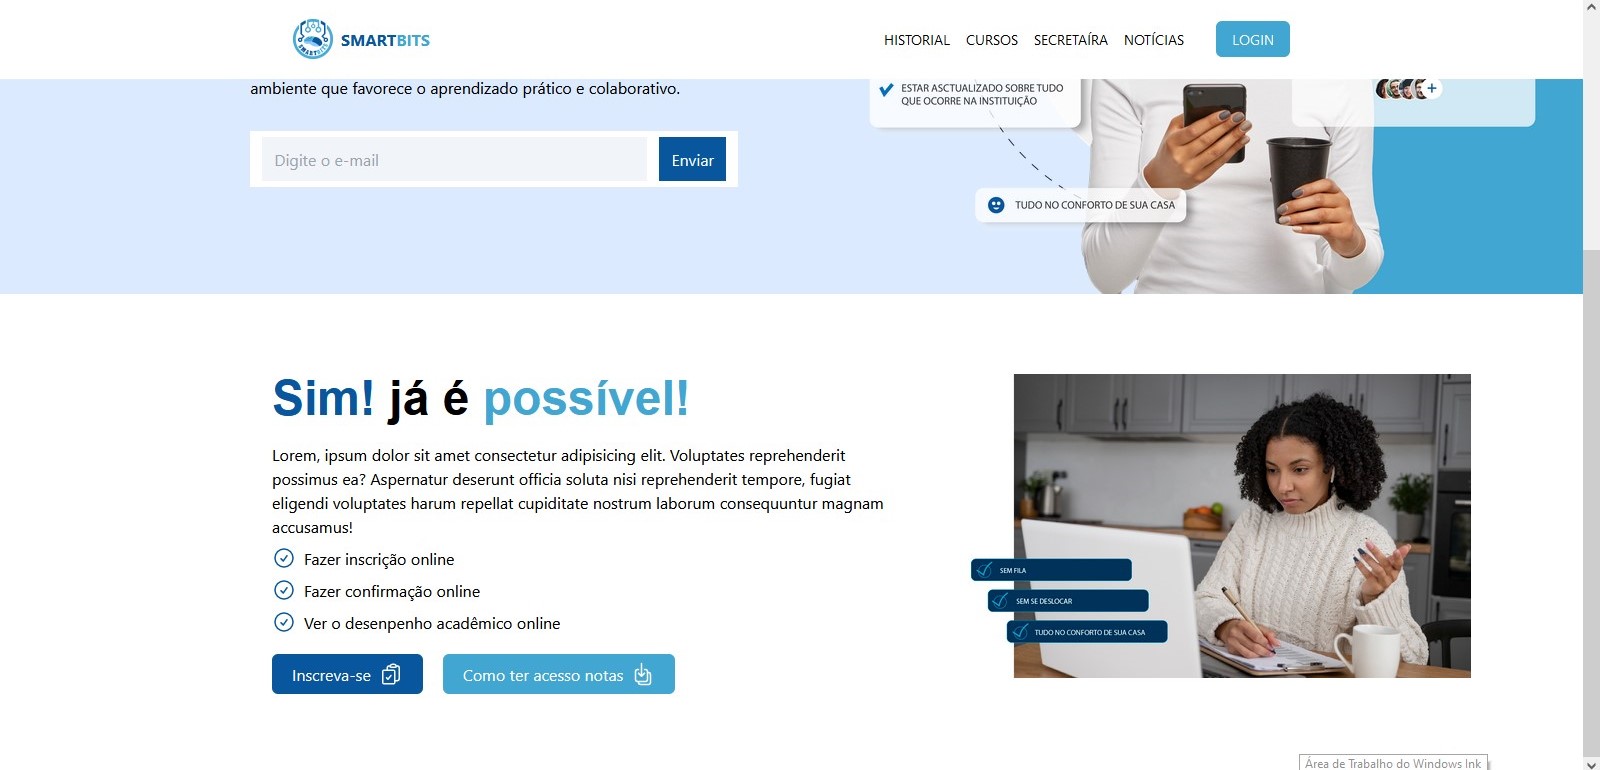 SMARTBITS
HISTORIAL CURSOS SECRETAÍRA NOTÍCIAS LOGIN
ambiente que favorece o aprendizado prático e colaborativo.
Digite o e-mail Enviar
ESTAR ASCTUALIZADO SOBRE TUDO
QUE OCORRE NA INSTITUIÇÃO
TUDO NO CONFORTO DE SUA CASA
Sim! já é possível!
Lorem, ipsum dolor sit amet consectetur adipisicing elit. Voluptates reprehenderit
possimus ea? Aspernatur deserunt officia soluta nisi reprehenderit tempore, fugiat
eligendi voluptates harum repellat cupiditate nostrum laborum consequuntur magnam
accusamus!
Fazer inscrição online
Fazer confirmação online
Ver o desenpenho acadêmico online
Inscreva-se Como ter acesso notas
SEM FILA
SEM SE DESLOCAR
TUDO NO CONFORTO DE SUA CASA
Área de Trabalho do Windows Ink